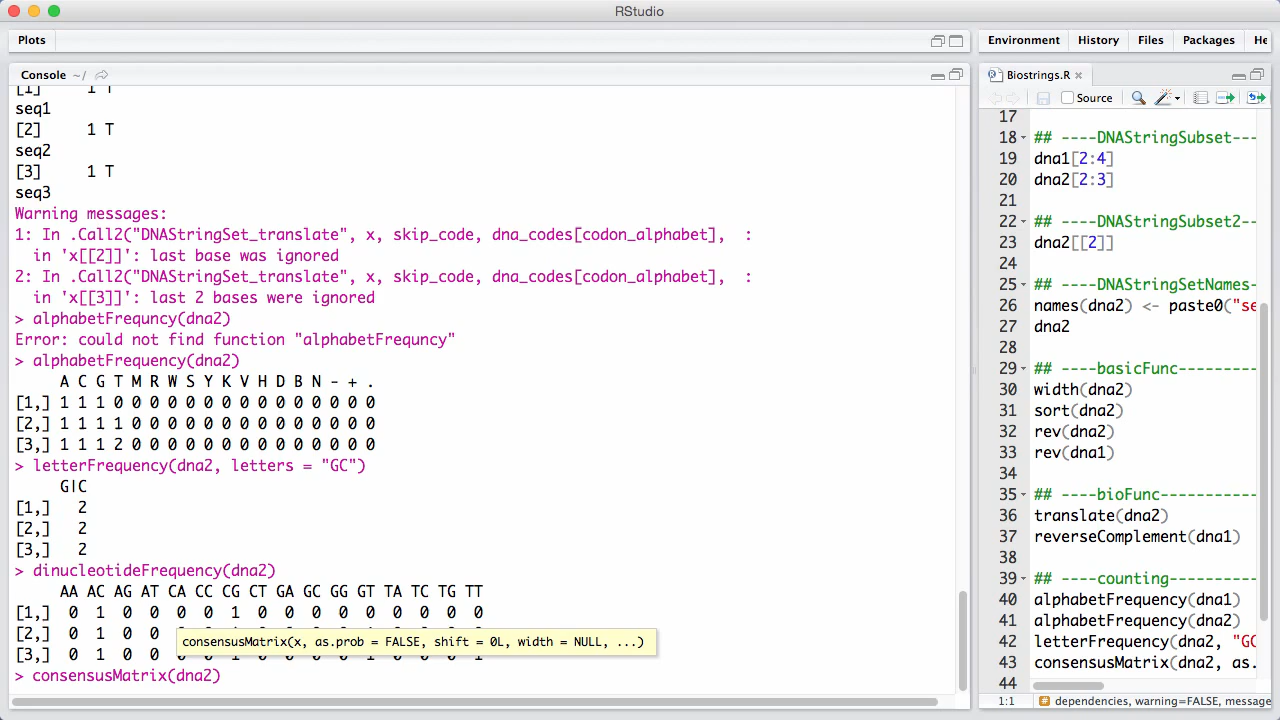 RStudio
Plots
Console ~/
[1]     1 T
seq1
[2]     1 T
seq2
[3]     1 T
seq3
Warning messages:
1: In .Call2("DNAStringSet_translate", x, skip_code, dna_codes[codon_alphabet],  :
  in 'x[[2]]': last base was ignored
2: In .Call2("DNAStringSet_translate", x, skip_code, dna_codes[codon_alphabet],  :
  in 'x[[3]]': last 2 bases were ignored
> alphabetFrequncy(dna2)
Error: could not find function "alphabetFrequncy"
> alphabetFrequency(dna2)
     A C G T M R W S Y K V H D B N - + .
[1,] 1 1 1 0 0 0 0 0 0 0 0 0 0 0 0 0 0 0
[2,] 1 1 1 1 0 0 0 0 0 0 0 0 0 0 0 0 0 0
[3,] 1 1 1 2 0 0 0 0 0 0 0 0 0 0 0 0 0 0
> letterFrequency(dna2, letters = "GC")
     G|C
[1,]   2
[2,]   2
[3,]   2
> dinucleotideFrequency(dna2)
     AA AC AG AT CA CC CG CT GA GC GG GT TA TC TG TT
[1,]  0  1  0  0  0  0  1  0  0  0  0  0  0  0  0  0
[2,]  0  1  0  0
consensusMatrix(x, as.prob = FALSE, shift = 0L, width = NULL, ...)
[3,]  0  1  0  0
> consensusMatrix(dna2)
Environment History Files Packages He
Biostrings.R
Source
17
18 ## ----DNAStringSubset---
19 dna1[2:4]
20 dna2[2:3]
21
22 ## ----DNAStringSubset2--
23 dna2[[2]]
24
25 ## ----DNAStringSetNames-
26 names(dna2) <- paste0("se
27 dna2
28
29 ## ----basicFunc---------
30 width(dna2)
31 sort(dna2)
32 rev(dna2)
33 rev(dna1)
34
35 ## ----bioFunc-----------
36 translate(dna2)
37 reverseComplement(dna1)
38
39 ## ----counting----------
40 alphabetFrequency(dna1)
41 alphabetFrequency(dna2)
42 letterFrequency(dna2, "GC
43 consensusMatrix(dna2, as.
44
1:1 # dependencies, warning=FALSE, message